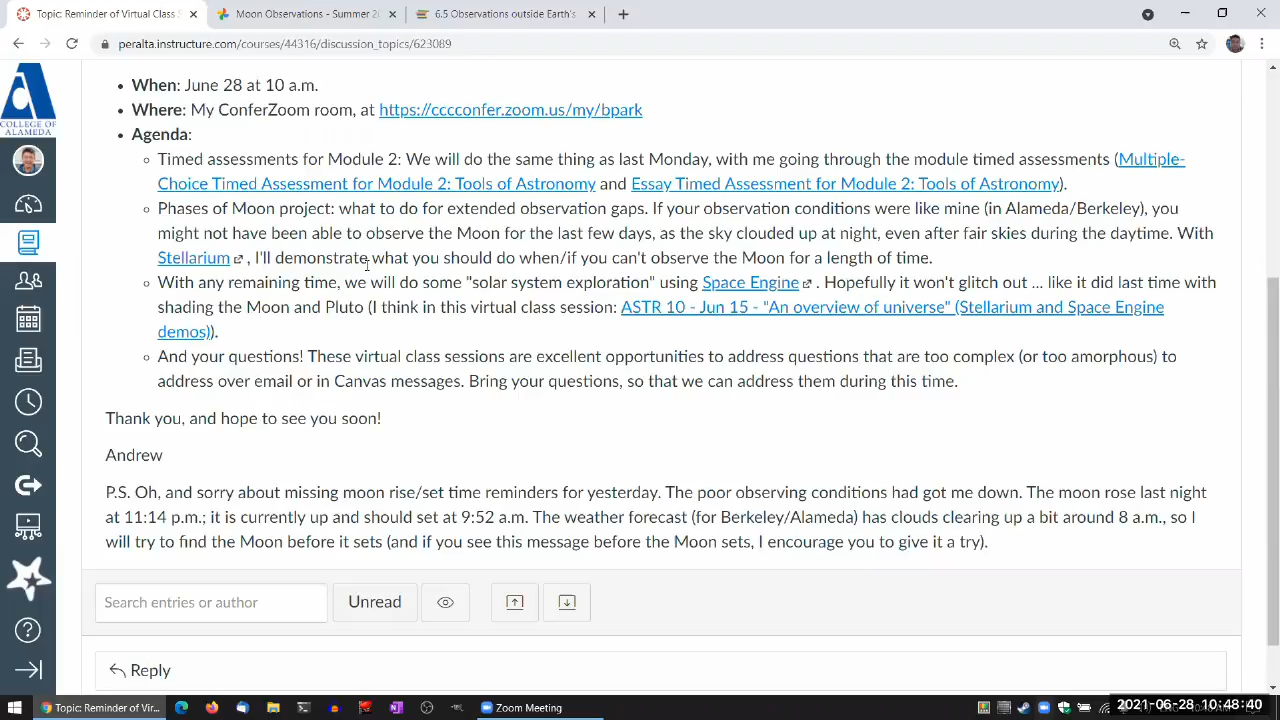 Topic: Reminder of Virtual Class S
Moon Observations - Summer 20
6.5 Observations outside Earth's
peralta.instructure.com/courses/44316/discussion_topics/623089
COLLEGE OF
ALAMEDA
• When: June 28 at 10 a.m.
• Where: My ConferZoom room, at https://cccconfer.zoom.us/my/bpark
• Agenda:
Timed assessments for Module 2: We will do the same thing as last Monday, with me going through the module timed assessments (Multiple-
Choice Timed Assessment for Module 2: Tools of Astronomy and Essay Timed Assessment for Module 2: Tools of Astronomy).
Phases of Moon project: what to do for extended observation gaps. If your observation conditions were like mine (in Alameda/Berkeley), you
might not have been able to observe the Moon for the last few days, as the sky clouded up at night, even after fair skies during the daytime. With
Stellarium , I'll demonstrate what you should do when/if you can't observe the Moon for a length of time.
With any remaining time, we will do some "solar system exploration" using Space Engine . Hopefully it won't glitch out ... like it did last time with
shading the Moon and Pluto (I think in this virtual class session: ASTR 10 - Jun 15 - "An overview of universe" (Stellarium and Space Engine
demos)).
And your questions! These virtual class sessions are excellent opportunities to address questions that are too complex (or too amorphous) to
address over email or in Canvas messages. Bring your questions, so that we can address them during this time.
Thank you, and hope to see you soon!
Andrew
P.S. Oh, and sorry about missing moon rise/set time reminders for yesterday. The poor observing conditions had got me down. The moon rose last night
at 11:14 p.m.; it is currently up and should set at 9:52 a.m. The weather forecast (for Berkeley/Alameda) has clouds clearing up a bit around 8 a.m., so I
will try to find the Moon before it sets (and if you see this message before the Moon sets, I encourage you to give it a try).
Search entries or author
Unread
Reply
Topic: Reminder of Vir...
Zoom Meeting
2021-06-28 10:48:40